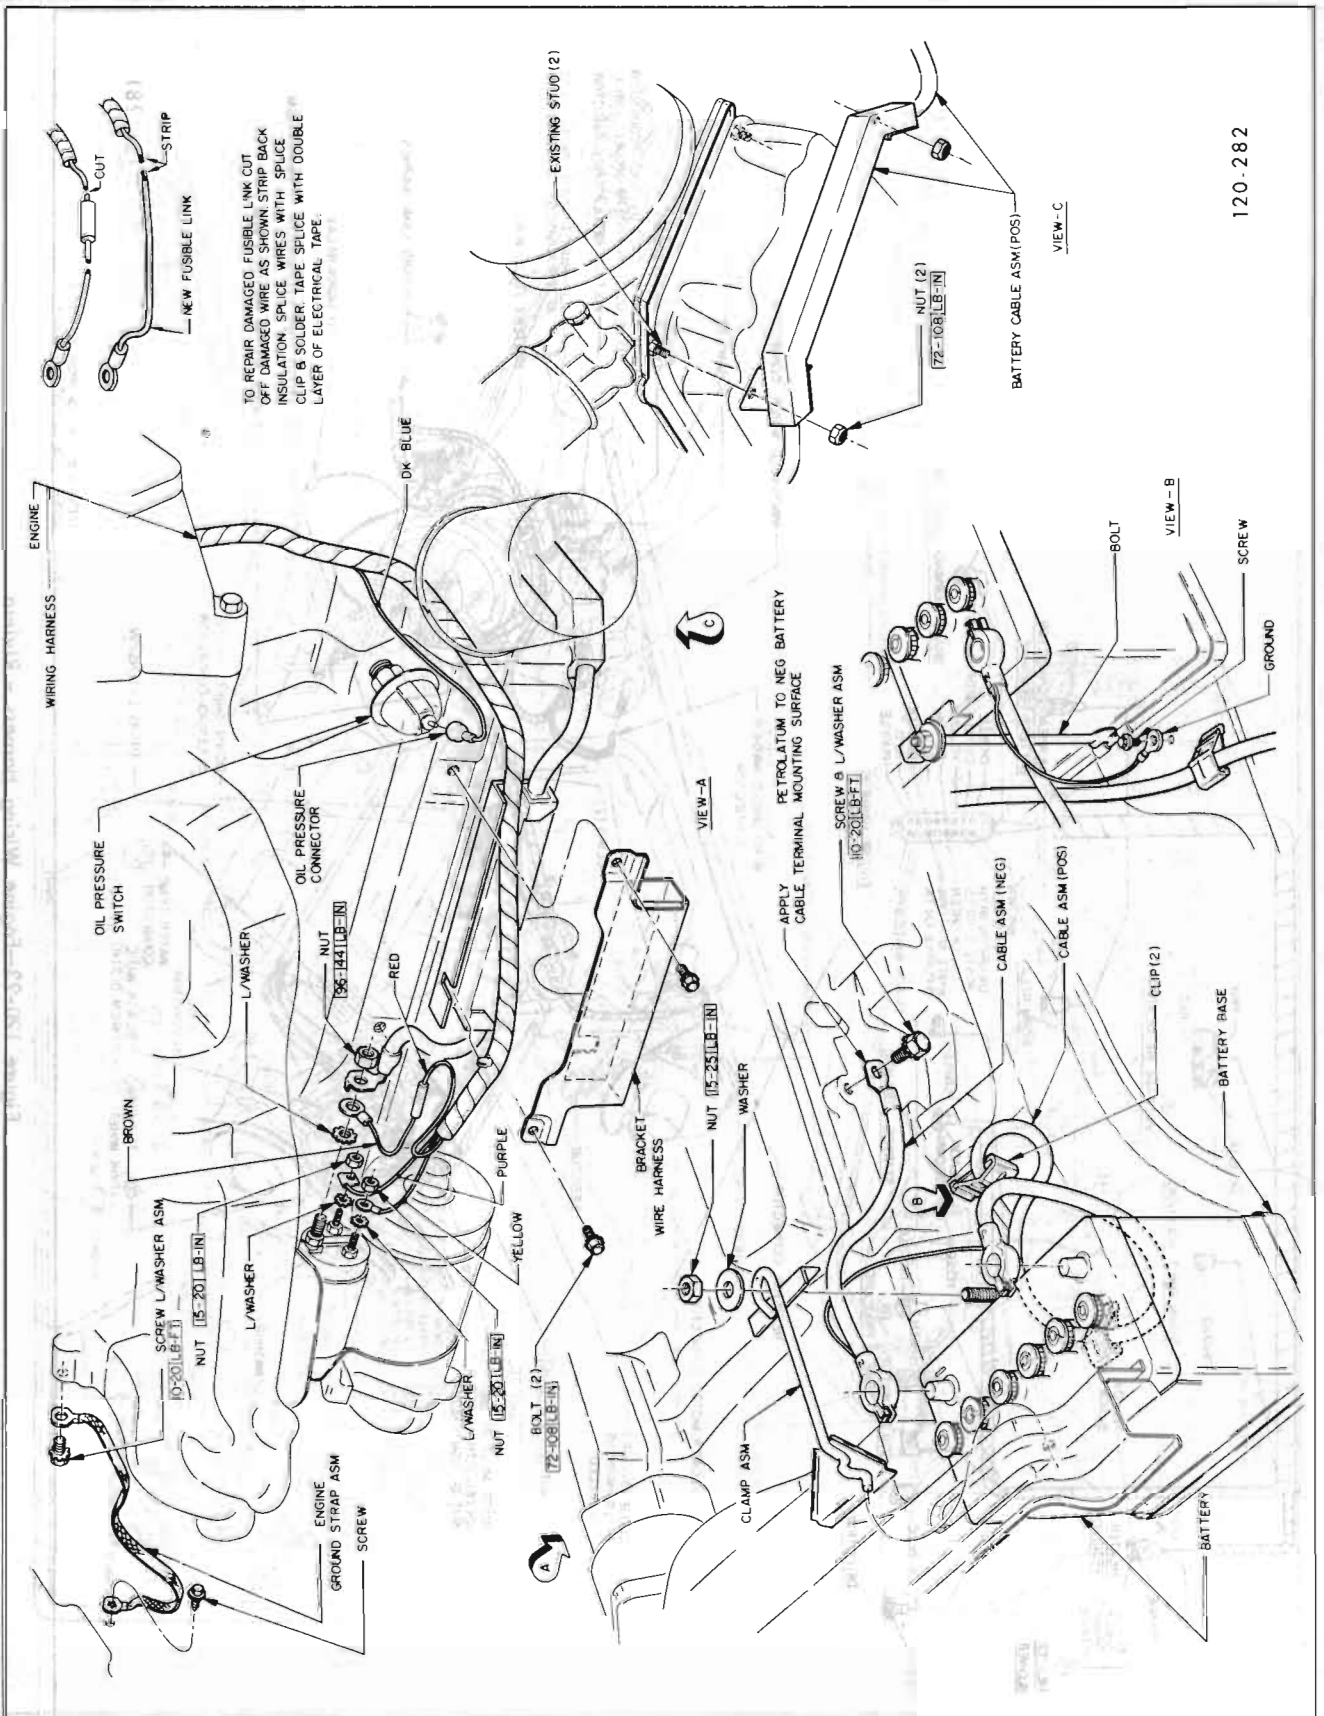 ENGINE
WIRING HARNESS
OIL PRESSURE
SWITCH
L/WASHER
NUT
96-144 LB-IN
BROWN
SCREW L/WASHER ASM
10-20 LB-FT
NUT 15-20 LB-IN
L/WASHER
OIL PRESSURE
CONNECTOR
RED
DK BLUE
ENGINE
GROUND STRAP ASM
SCREW
PURPLE
YELLOW
L/WASHER
NUT 15-20 LB-IN
BOLT (2)
72-108 LB-IN
BRACKET
WIRE HARNESS
VIEW-A
CUT
STRIP
NEW FUSIBLE LINK
TO REPAIR DAMAGED FUSIBLE LINK CUT
OFF DAMAGED WIRE AS SHOWN. STRIP BACK
INSULATION. SPLICE WIRES WITH SPLICE
CLIP & SOLDER. TAPE SPLICE WITH DOUBLE
LAYER OF ELECTRICAL TAPE.
EXISTING STUD (2)
NUT (2)
72-108 LB-IN
BATTERY CABLE ASM (POS)
VIEW-C
A
C
B
NUT 15-25 LB-IN
WASHER
CLAMP ASM
APPLY PETROLATUM TO NEG BATTERY
CABLE TERMINAL MOUNTING SURFACE
SCREW & L/WASHER ASM
10-20 LB-FT
CABLE ASM (NEG)
CABLE ASM (POS)
CLIP (2)
BATTERY BASE
BATTERY
BOLT
VIEW-B
SCREW
GROUND
120-282